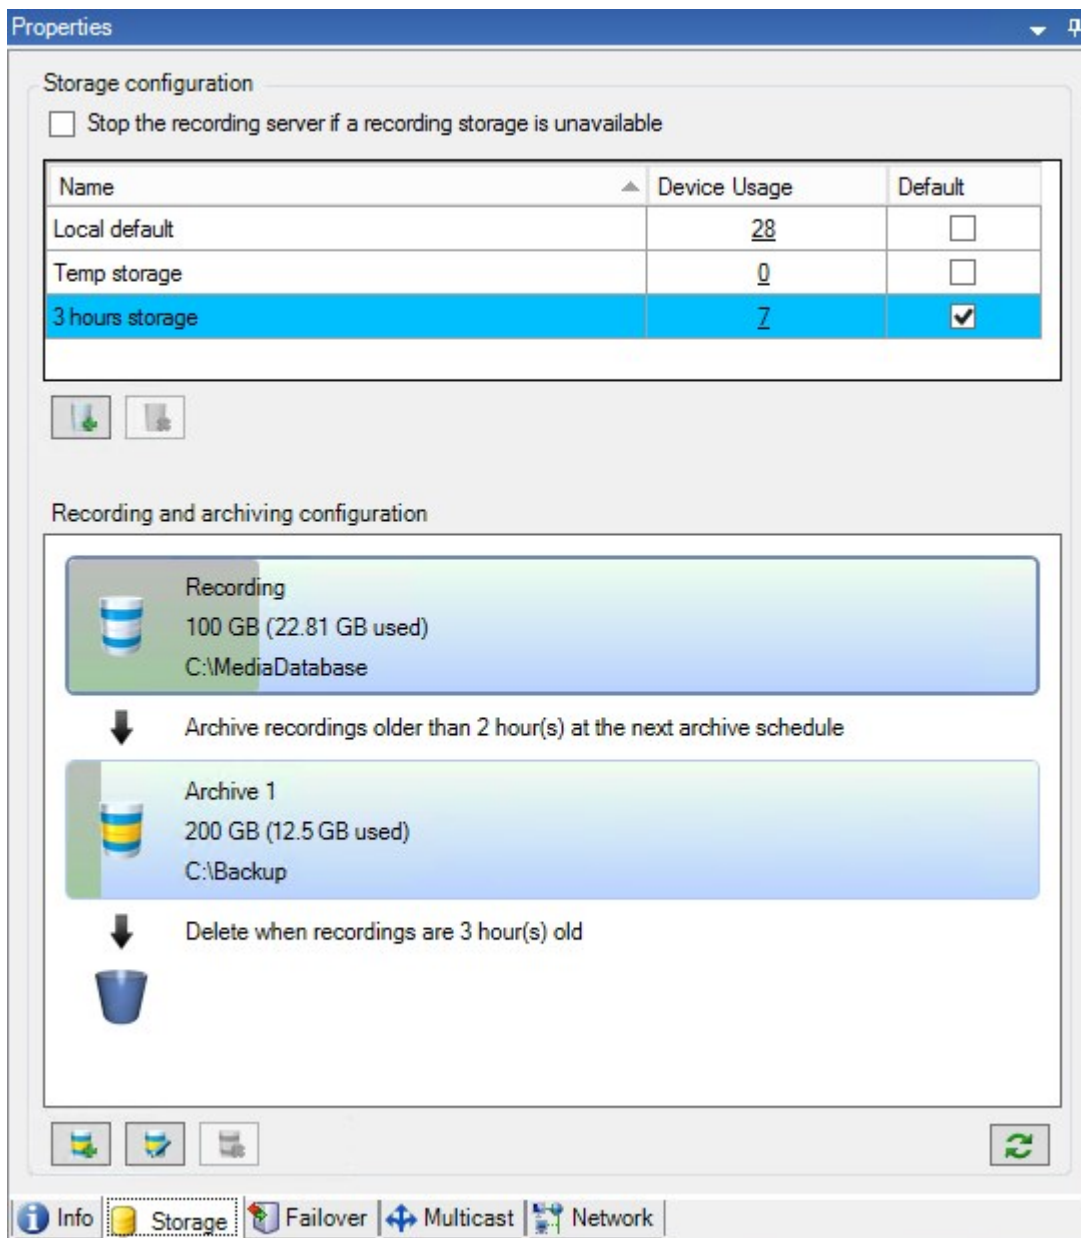 Properties
Storage configuration
Stop the recording server if a recording storage is unavailable
Name Device Usage Default
Local default 28
Temp storage 0
3 hours storage 7
Recording and archiving configuration
Recording
100 GB (22.81 GB used)
C:\MediaDatabase
Archive recordings older than 2 hour(s) at the next archive schedule
Archive 1
200 GB (12.5 GB used)
C:\Backup
Delete when recordings are 3 hour(s) old
Info Storage Failover Multicast Network